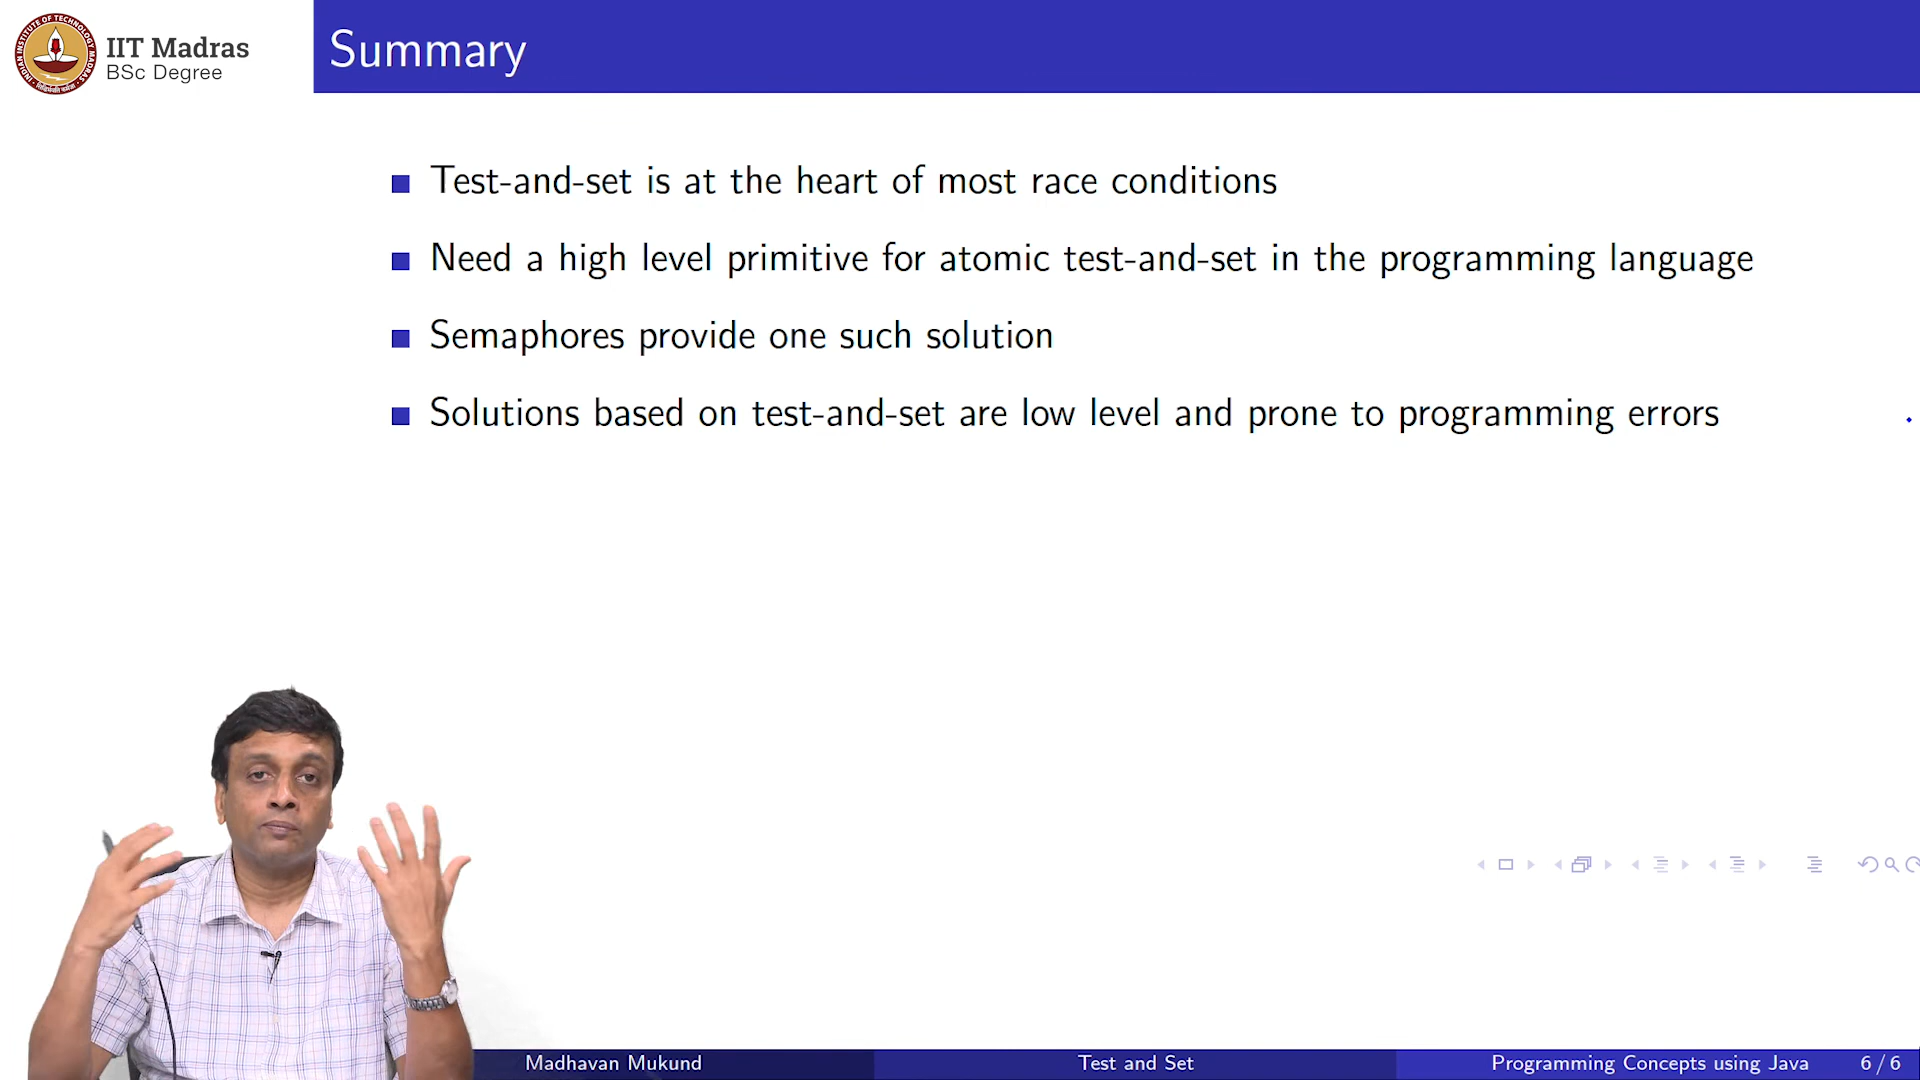 IIT Madras
BSc Degree
Summary
Test-and-set is at the heart of most race conditions
Need a high level primitive for atomic test-and-set in the programming language
Semaphores provide one such solution
Solutions based on test-and-set are low level and prone to programming errors
Madhavan Mukund
Test and Set
Programming Concepts using Java
6 / 6